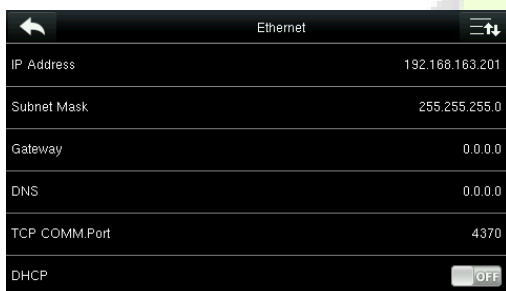 Ethernet
IP Address 192.168.163.201
Subnet Mask 255.255.255.0
Gateway 0.0.0.0
DNS 0.0.0.0
TCP COMM.Port 4370
DHCP OFF